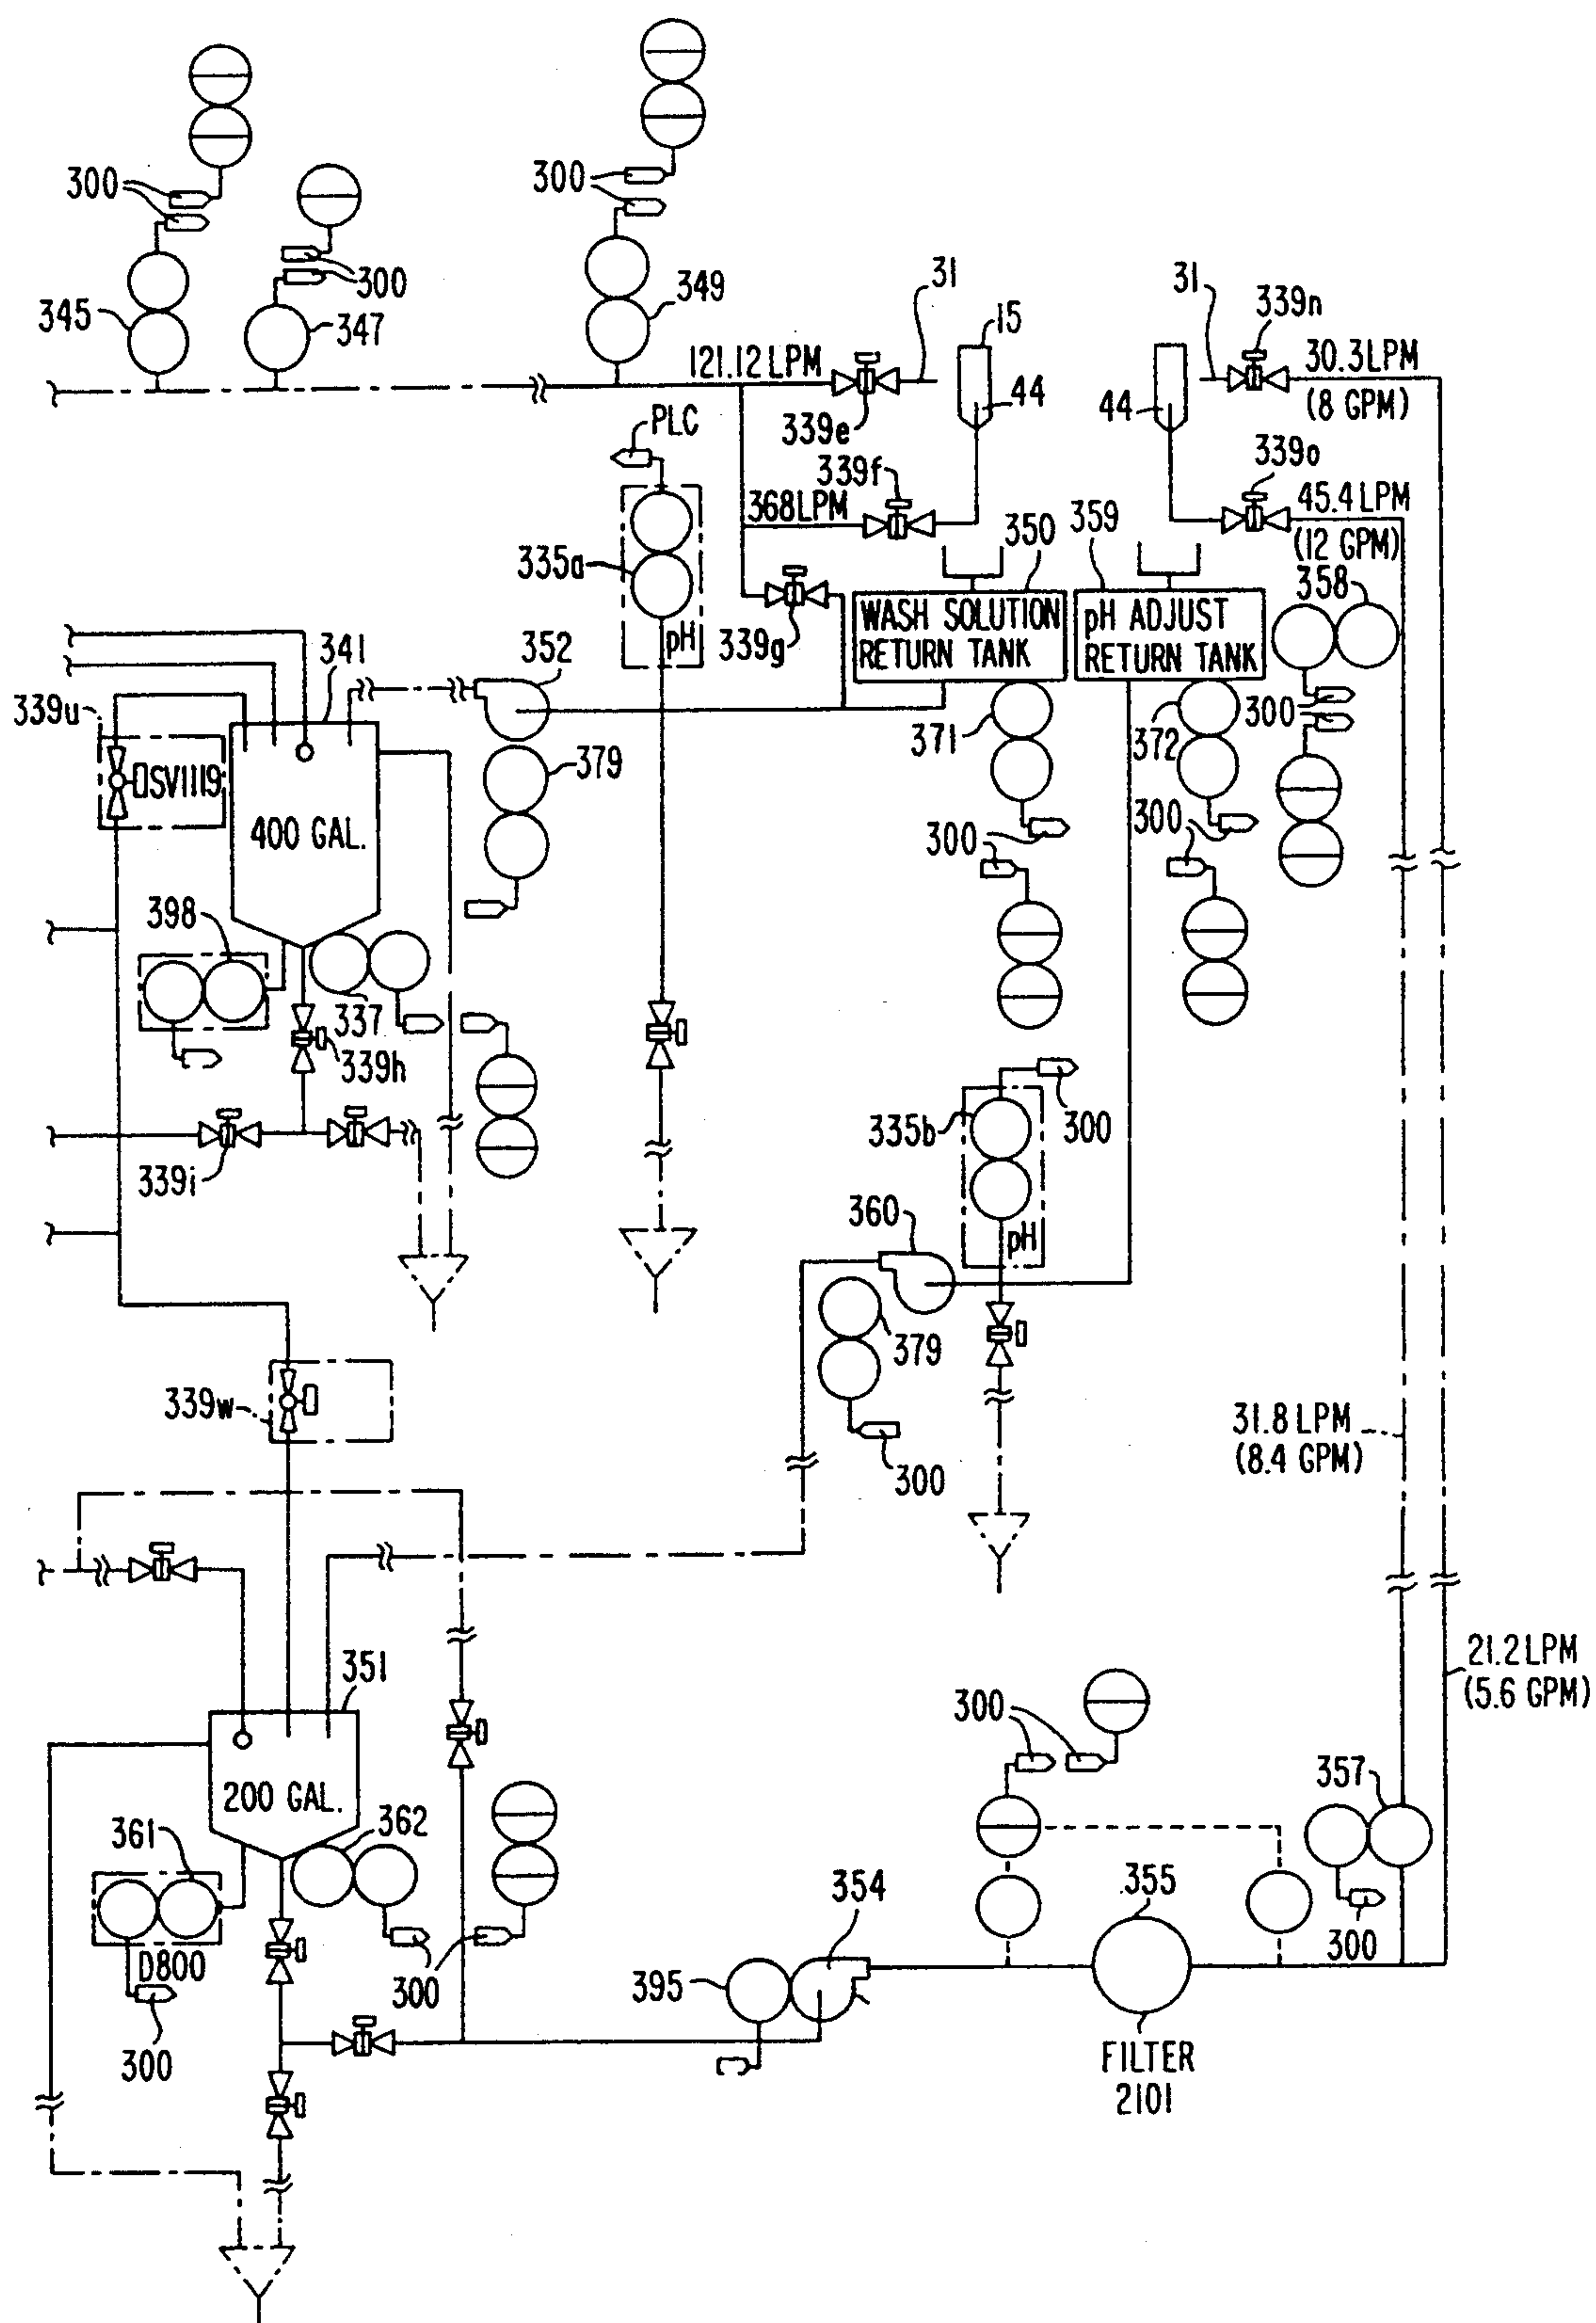 300
300
345
347
300
349
31
15
31
339n
121.12 LPM
30.3 LPM
(8 GPM)
44
44
339e
PLC
339f
339o
368 LPM
45.4 LPM
(12 GPM)
350
359
358
335a
WASH SOLUTION
RETURN TANK
pH ADJUST
RETURN TANK
pH
339g
341
352
339u
300
371
372
SV1119
379
400 GAL.
300
300
398
337
339h
335b
300
339i
360
pH
379
339w
31.8 LPM
(8.4 GPM)
300
351
21.2 LPM
(5.6 GPM)
300
357
200 GAL.
361
362
354
355
D800
300
395
300
300
FILTER
2101